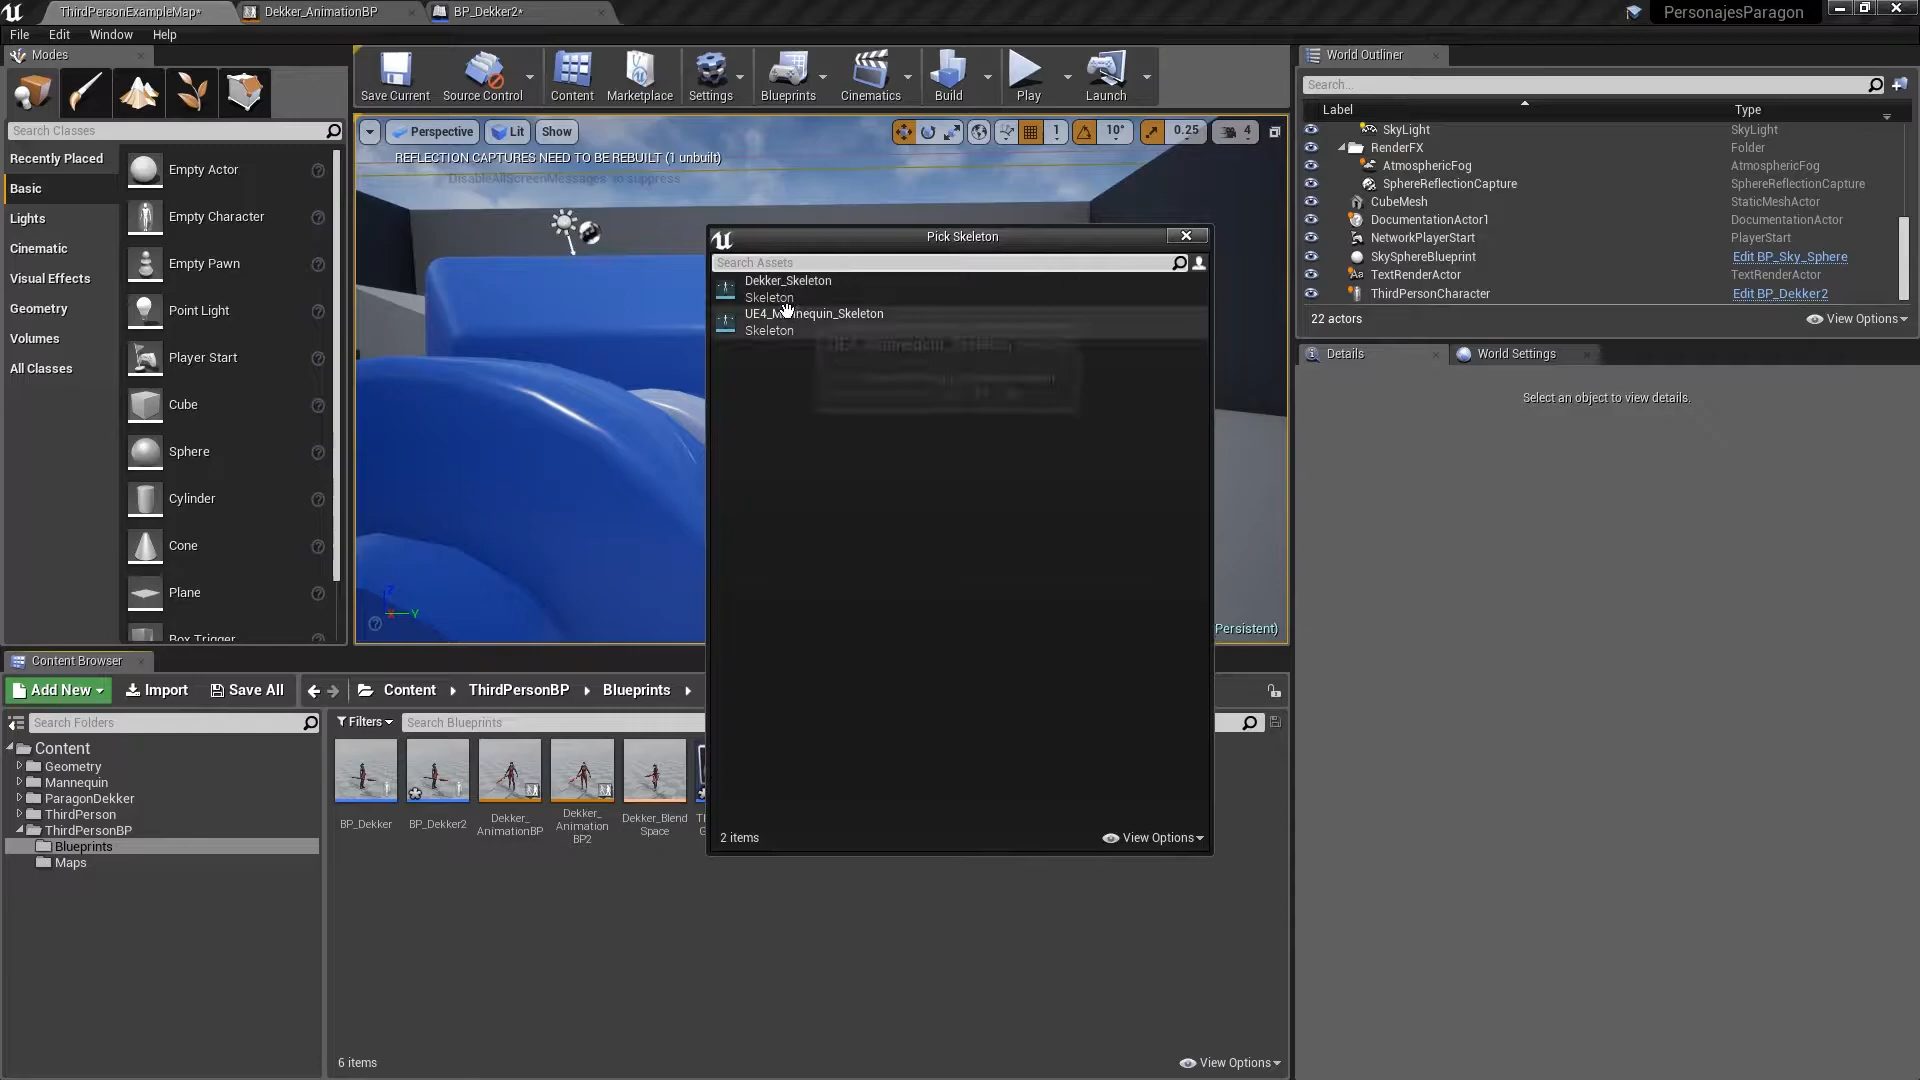 ThirdPersonExampleMap*
Dekker_AnimationBP
BP_Dekker2*
PersonajesParagon
File Edit Window Help
Modes
Search Classes
Recently Placed
Basic
Lights
Cinematic
Visual Effects
Geometry
Volumes
All Classes
Empty Actor
Empty Character
Empty Pawn
Point Light
Player Start
Cube
Sphere
Cylinder
Cone
Plane
Box Trigger
Save Current
Source Control
Content
Marketplace
Settings
Blueprints
Cinematics
Build
Play
Launch
Perspective Lit Show 1 10° 0.25 4
REFLECTION CAPTURES NEED TO BE REBUILT (1 unbuilt)
'DisableAllScreenMessages' to suppress
Z
X
Y
Persistent)
Pick Skeleton
Search Assets
Dekker_Skeleton
Skeleton
UE4_Mannequin_Skeleton
Skeleton
2 items
View Options
World Outliner
Search...
Label Type
SkyLight SkyLight
RenderFX Folder
AtmosphericFog AtmosphericFog
SphereReflectionCapture SphereReflectionCapture
CubeMesh StaticMeshActor
DocumentationActor1 DocumentationActor
NetworkPlayerStart PlayerStart
SkySphereBlueprint Edit BP_Sky_Sphere
TextRenderActor TextRenderActor
ThirdPersonCharacter Edit BP_Dekker2
22 actors
View Options
Details
World Settings
Select an object to view details.
Content Browser
Add New Import Save All Content ThirdPersonBP Blueprints
Search Folders
Filters
Search Blueprints
Content
Geometry
Mannequin
ParagonDekker
ThirdPerson
ThirdPersonBP
Blueprints
Maps
BP_Dekker
BP_Dekker2
Dekker_
AnimationBP
Dekker_
Animation
BP2
Dekker_Blend
Space
6 items
View Options